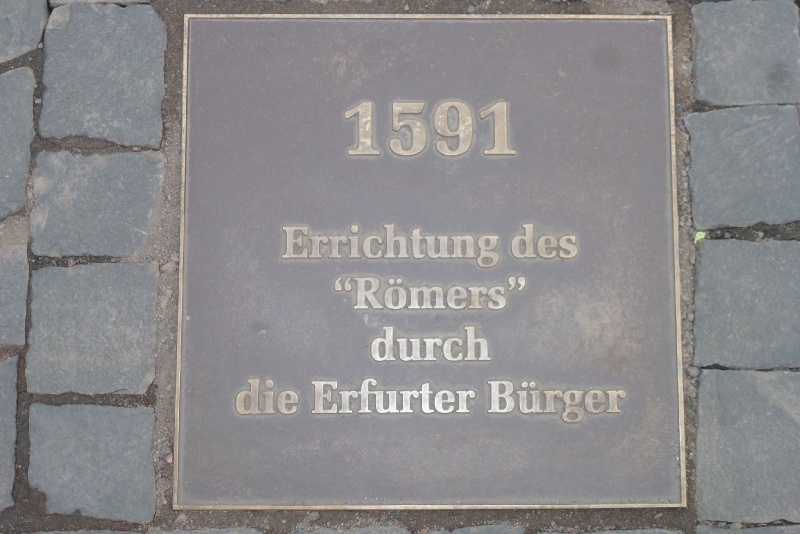 1591
Errichtung des
“Römers”
durch
die Erfurter Bürger